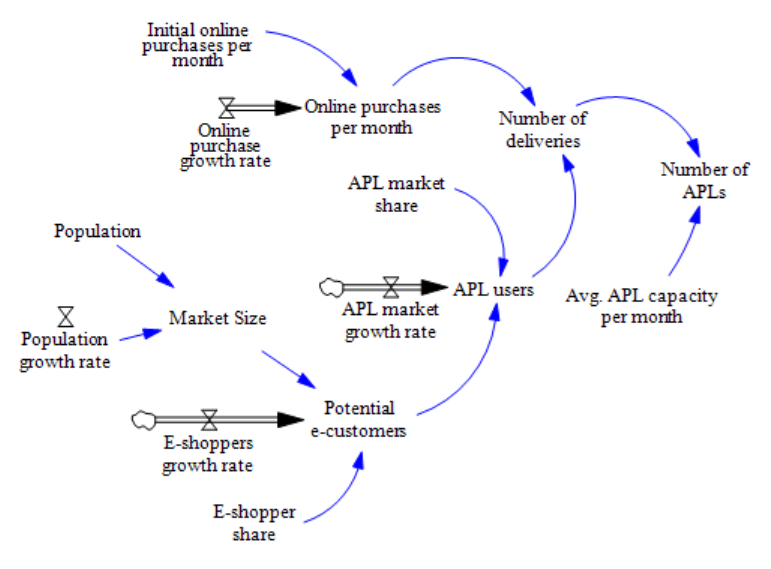 Initial online
purchases per
month
Online purchases
per month
Online
purchase
growth rate
Number of
deliveries
Number of
APLs
APL market
share
Population
APL users
APL market
growth rate
Avg. APL capacity
per month
Market Size
Population
growth rate
Potential
e-customers
E-shoppers
growth rate
E-shopper
share